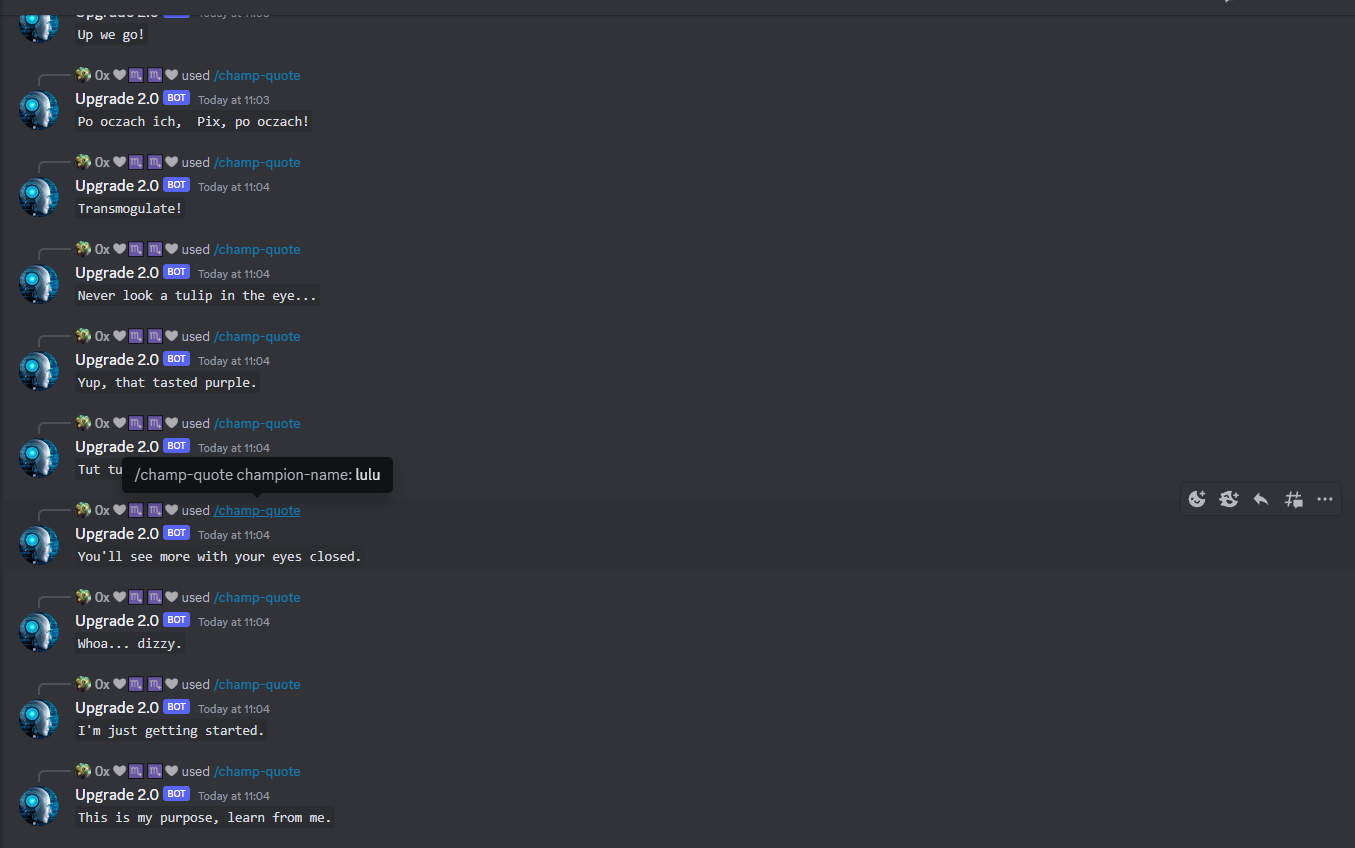 Upgrade 2.0 BOT Today at 11:03
Up we go!
0x used /champ-quote
Upgrade 2.0 BOT Today at 11:03
Po oczach ich,  Pix, po oczach!
0x used /champ-quote
Upgrade 2.0 BOT Today at 11:04
Transmogulate!
0x used /champ-quote
Upgrade 2.0 BOT Today at 11:04
Never look a tulip in the eye...
0x used /champ-quote
Upgrade 2.0 BOT Today at 11:04
Yup, that tasted purple.
0x used /champ-quote
Upgrade 2.0 BOT Today at 11:04
Tut
/champ-quote champion-name: lulu
0x used /champ-quote
Upgrade 2.0 BOT Today at 11:04
You'll see more with your eyes closed.
0x used /champ-quote
Upgrade 2.0 BOT Today at 11:04
Whoa... dizzy.
0x used /champ-quote
Upgrade 2.0 BOT Today at 11:04
I'm just getting started.
0x used /champ-quote
Upgrade 2.0 BOT Today at 11:04
This is my purpose, learn from me.